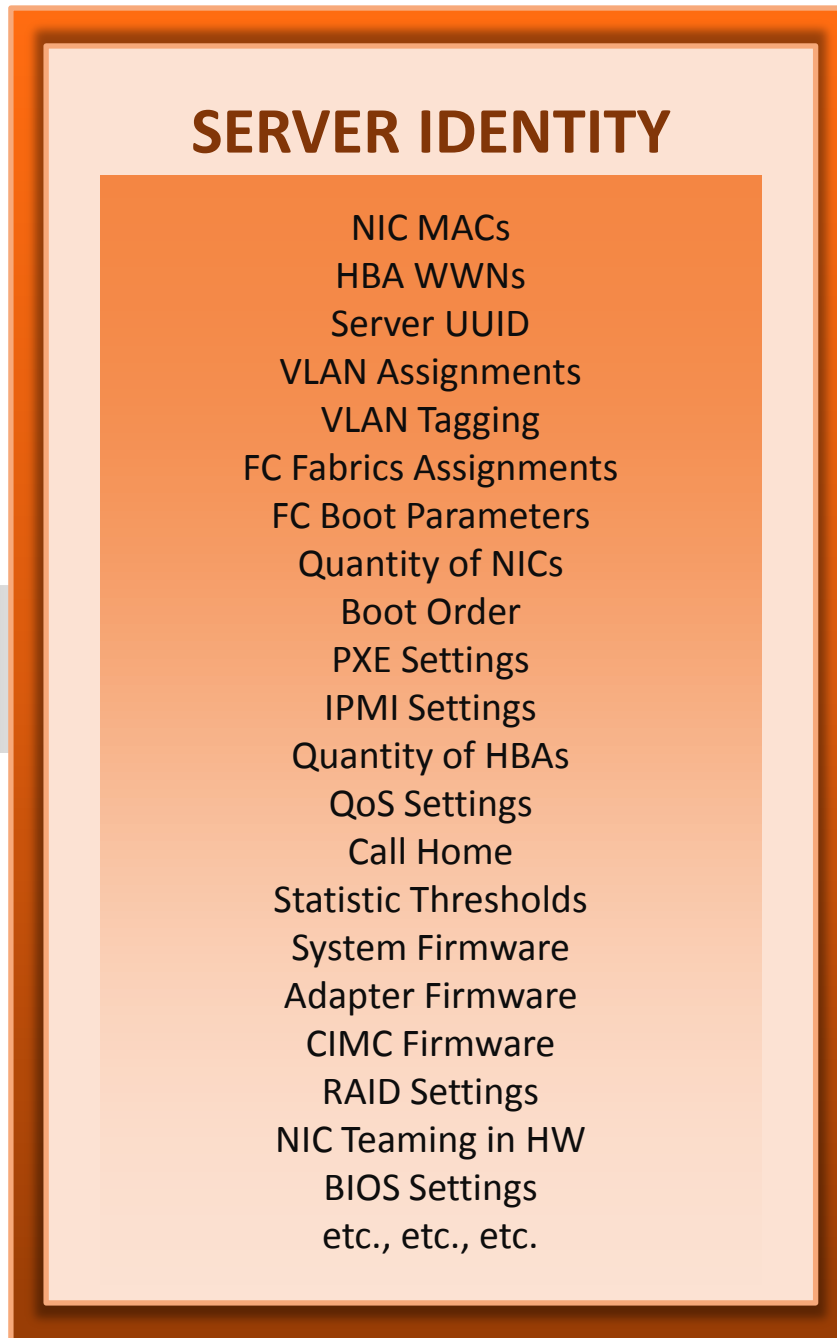 SERVER IDENTITY
NIC MACs
HBA WWNs
Server UUID
VLAN Assignments
VLAN Tagging
FC Fabrics Assignments
FC Boot Parameters
Quantity of NICs
Boot Order
PXE Settings
IPMI Settings
Quantity of HBAs
QoS Settings
Call Home
Statistic Thresholds
System Firmware
Adapter Firmware
CIMC Firmware
RAID Settings
NIC Teaming in HW
BIOS Settings
etc., etc., etc.